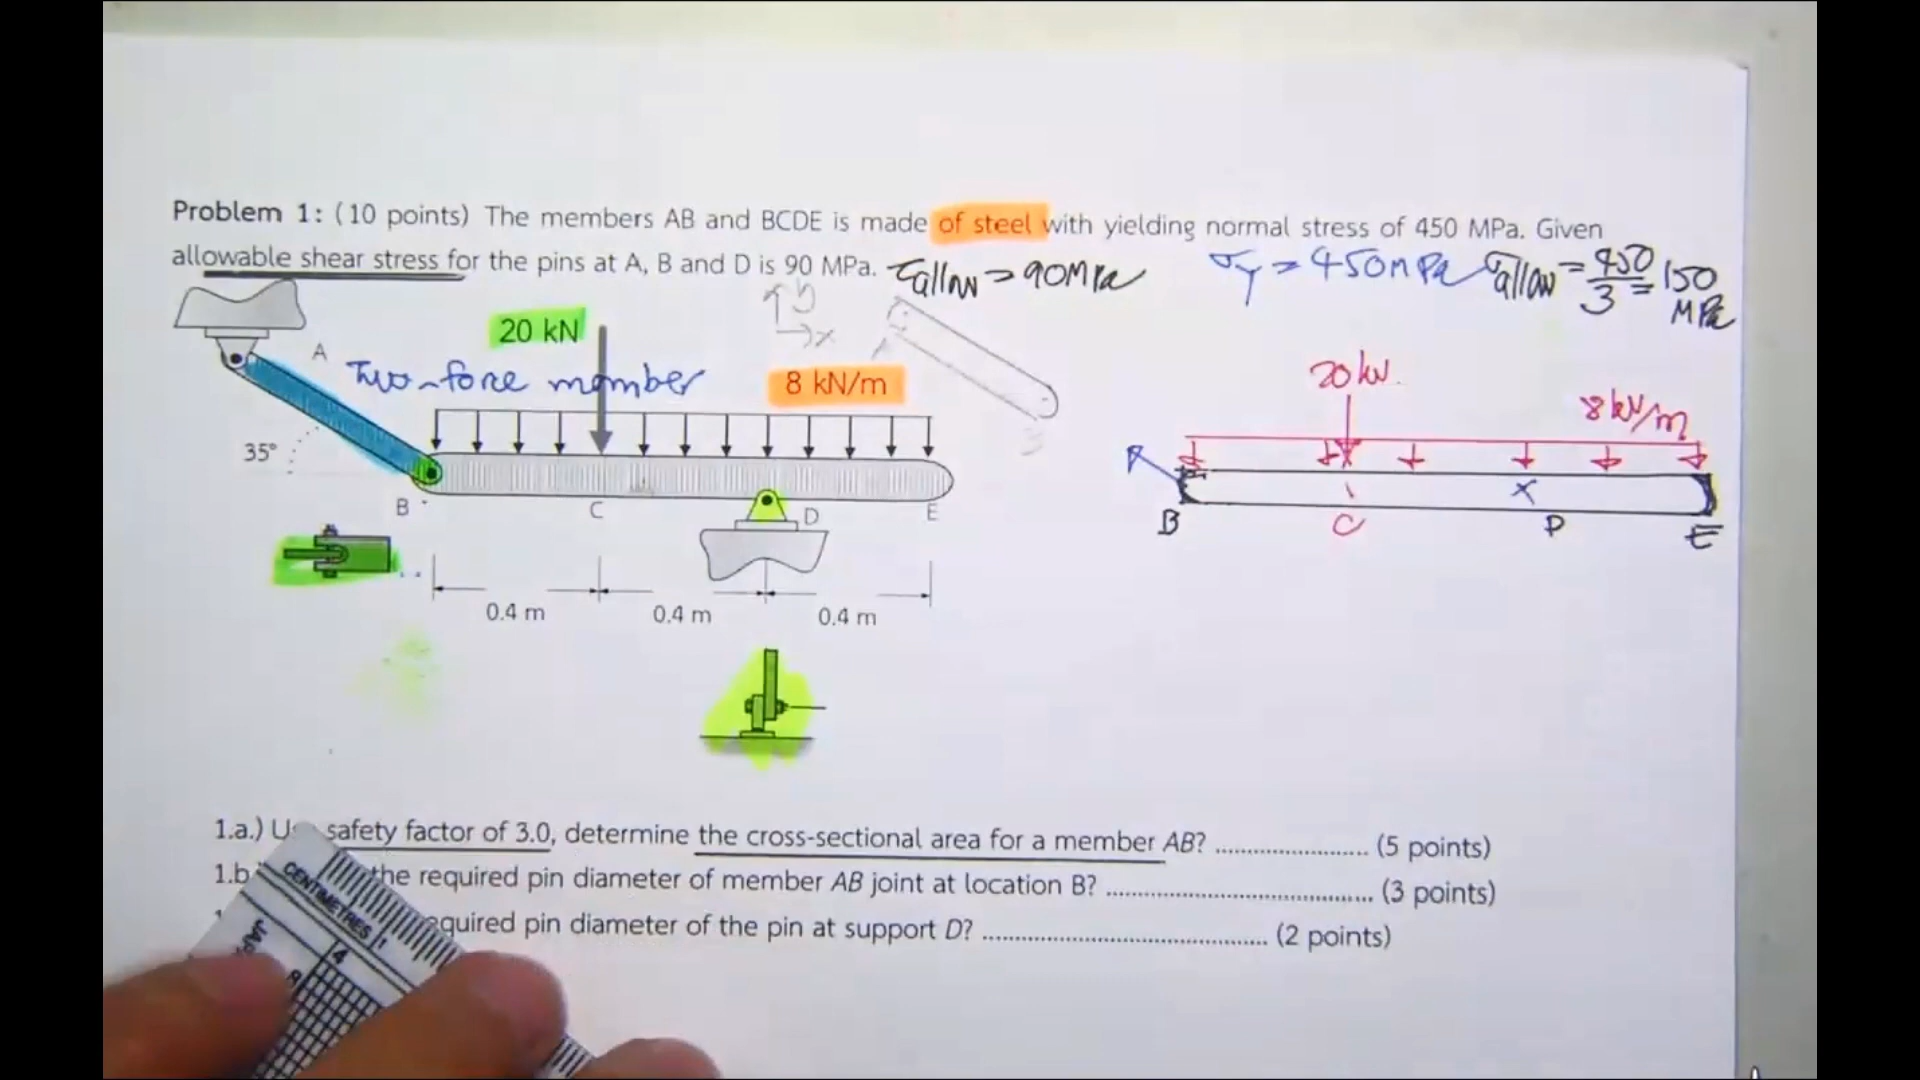 Problem 1: (10 points) The members AB and BCDE is made of steel with yielding normal stress of 450 MPa. Given
allowable shear stress for the pins at A, B and D is 90 MPa.
τallow = 90MPa
σY = 450MPa
σallow = 450/3 = 150 MPa
20 kN
A
Two-force member
8 kN/m
y
x
35°
B
C
D
E
0.4 m
0.4 m
0.4 m
20 kN
8 kN/m
B
C
D
E
1.a.) U safety factor of 3.0, determine the cross-sectional area for a member AB? ........................ (5 points)
1.b the required pin diameter of member AB joint at location B? ........................................ (3 points)
quired pin diameter of the pin at support D? .......................................... (2 points)
CENTIMETRES 1
4
8